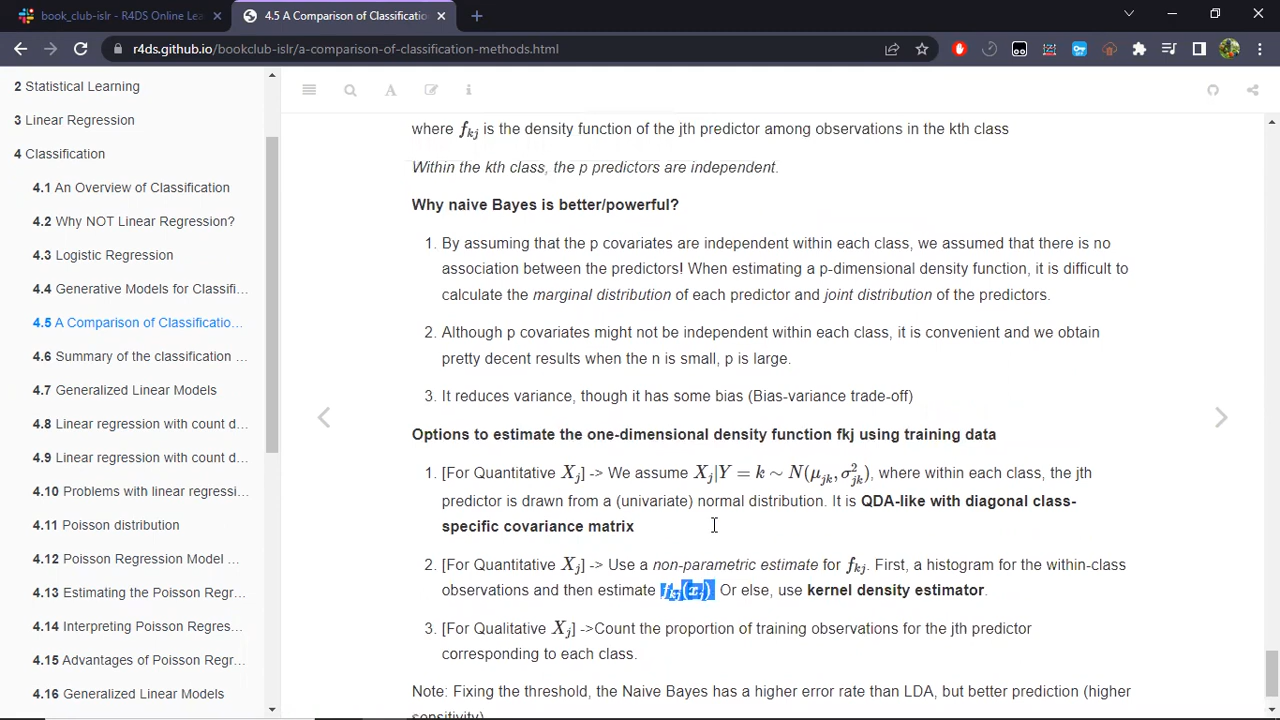 book_club-islr - R4DS Online Lea
4.5 A Comparison of Classificatio
r4ds.github.io/bookclub-islr/a-comparison-of-classification-methods.html
2 Statistical Learning
3 Linear Regression
4 Classification
4.1 An Overview of Classification
4.2 Why NOT Linear Regression?
4.3 Logistic Regression
4.4 Generative Models for Classifi...
4.5 A Comparison of Classificatio...
4.6 Summary of the classification ...
4.7 Generalized Linear Models
4.8 Linear regression with count d...
4.9 Linear regression with count d...
4.10 Problems with linear regressi...
4.11 Poisson distribution
4.12 Poisson Regression Model ...
4.13 Estimating the Poisson Regr...
4.14 Interpreting Poisson Regres...
4.15 Advantages of Poisson Regr...
4.16 Generalized Linear Models
where f_kj is the density function of the jth predictor among observations in the kth class
Within the kth class, the p predictors are independent.
Why naive Bayes is better/powerful?
1. By assuming that the p covariates are independent within each class, we assumed that there is no
association between the predictors! When estimating a p-dimensional density function, it is difficult to
calculate the marginal distribution of each predictor and joint distribution of the predictors.
2. Although p covariates might not be independent within each class, it is convenient and we obtain
pretty decent results when the n is small, p is large.
3. It reduces variance, though it has some bias (Bias-variance trade-off)
Options to estimate the one-dimensional density function fkj using training data
1. [For Quantitative X_j] -> We assume X_j|Y = k ~ N(μ_jk, σ²_jk), where within each class, the jth
predictor is drawn from a (univariate) normal distribution. It is QDA-like with diagonal class-
specific covariance matrix
2. [For Quantitative X_j] -> Use a non-parametric estimate for f_kj. First, a histogram for the within-class
observations and then estimate f_kj(x_j) Or else, use kernel density estimator.
3. [For Qualitative X_j] ->Count the proportion of training observations for the jth predictor
corresponding to each class.
Note: Fixing the threshold, the Naive Bayes has a higher error rate than LDA, but better prediction (higher
sensitivity)